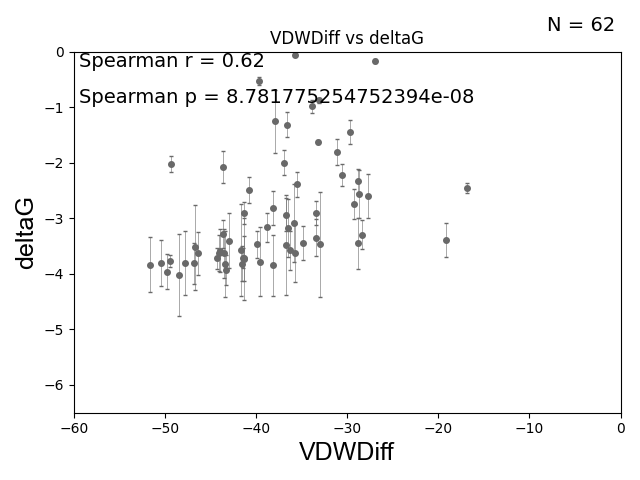 N = 62
VDWDiff vs deltaG
Spearman r = 0.62
Spearman p = 8.781775254752394e-08
deltaG
0
−1
−2
−3
−4
−5
−6
−60 −50 −40 −30 −20 −10 0
VDWDiff